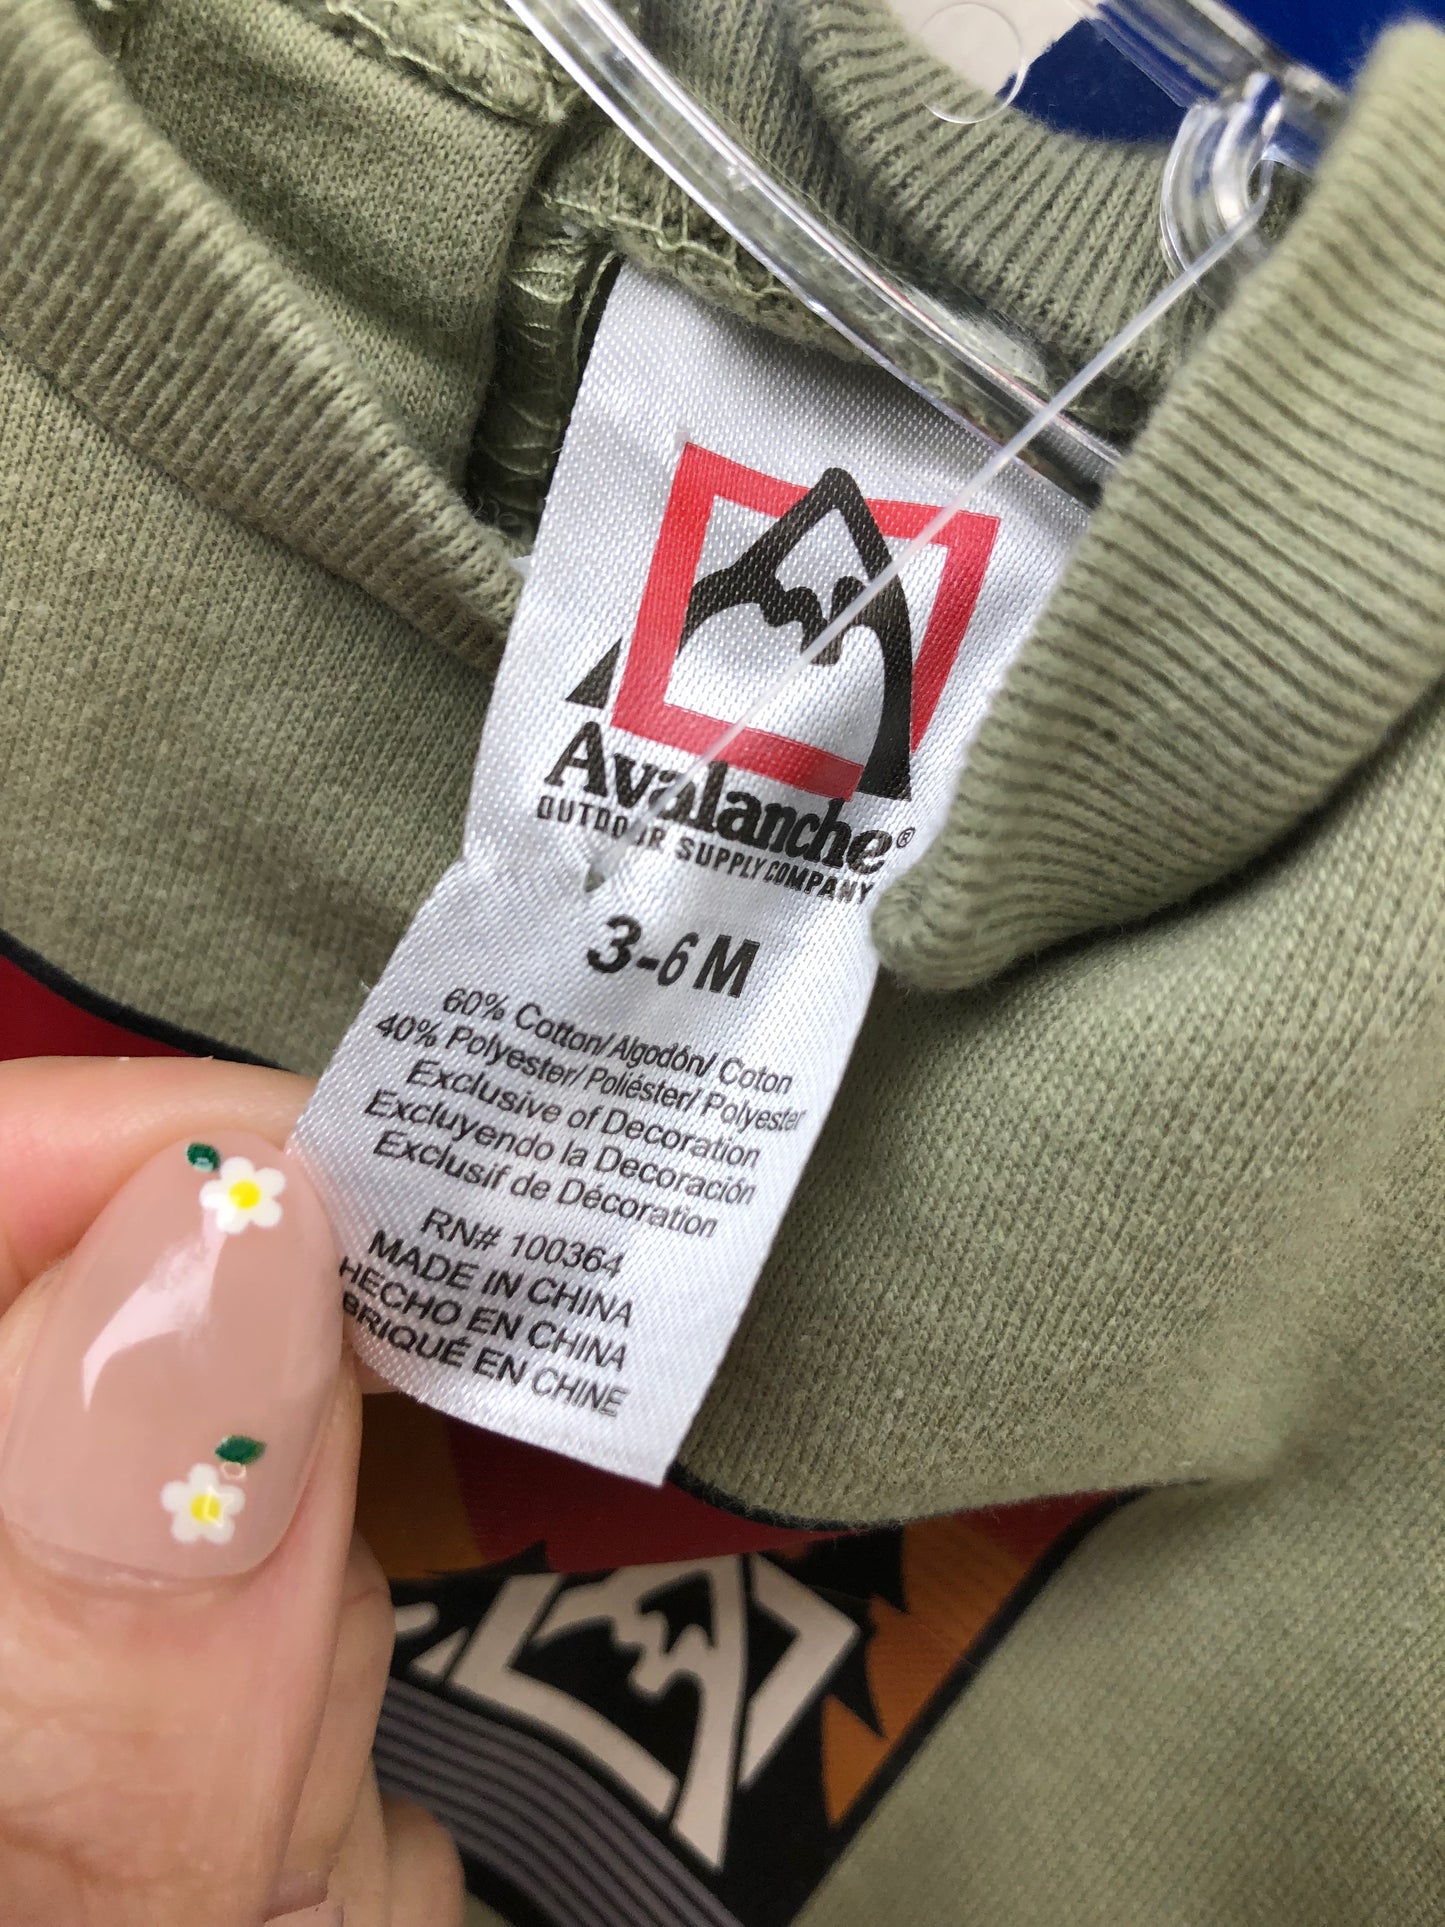 Avalanche®
OUTDOOR SUPPLY COMPANY
3-6 M
60% Cotton/ Algodón/ Coton
40% Polyester/ Poliéster/ Polyester
Exclusive of Decoration
Excluyendo la Decoración
Exclusif de Décoration
RN# 100364
MADE IN CHINA
HECHO EN CHINA
BRIQUÉ EN CHINE